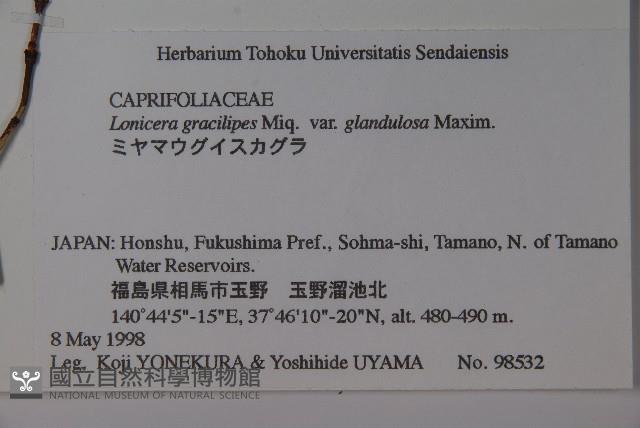 Herbarium Tohoku Universitatis Sendaiensis
CAPRIFOLIACEAE
Lonicera gracilipes Miq. var. glandulosa Maxim.
ミヤマウグイスカグラ
JAPAN: Honshu, Fukushima Pref., Sohma-shi, Tamano, N. of Tamano
Water Reservoirs.
福島県相馬市玉野 玉野溜池北
140˚44'5"-15"E, 37˚46'10"-20"N, alt. 480-490 m.
8 May 1998
Leg. Koji YONEKURA & Yoshihide UYAMA No. 98532
國立自然科學博物館
NATIONAL MUSEUM OF NATURAL SCIENCE